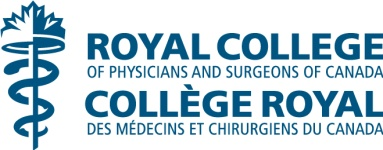 ROYAL COLLEGE
OF PHYSICIANS AND SURGEONS OF CANADA
COLLÈGE ROYAL
DES MÉDECINS ET CHIRURGIENS DU CANADA